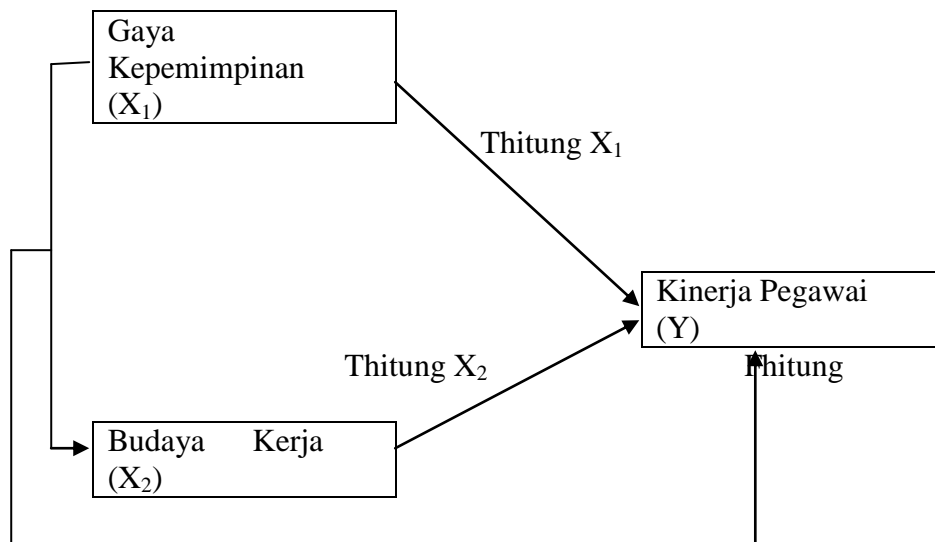 Gaya
Kepemimpinan
(X₁)
Thitung X₁
Kinerja Pegawai
(Y)
Thitung X₂
Fhitung
Budaya Kerja
(X₂)